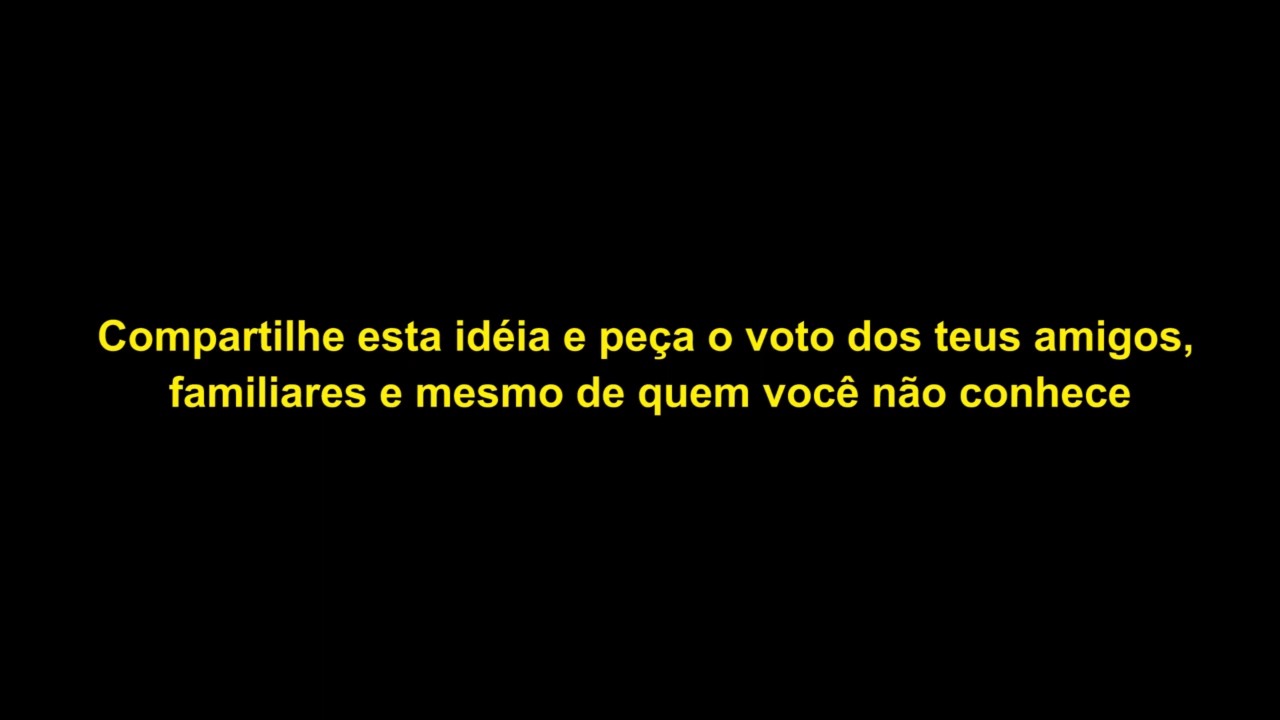 Compartilhe esta idéia e peça o voto dos teus amigos,
familiares e mesmo de quem você não conhece